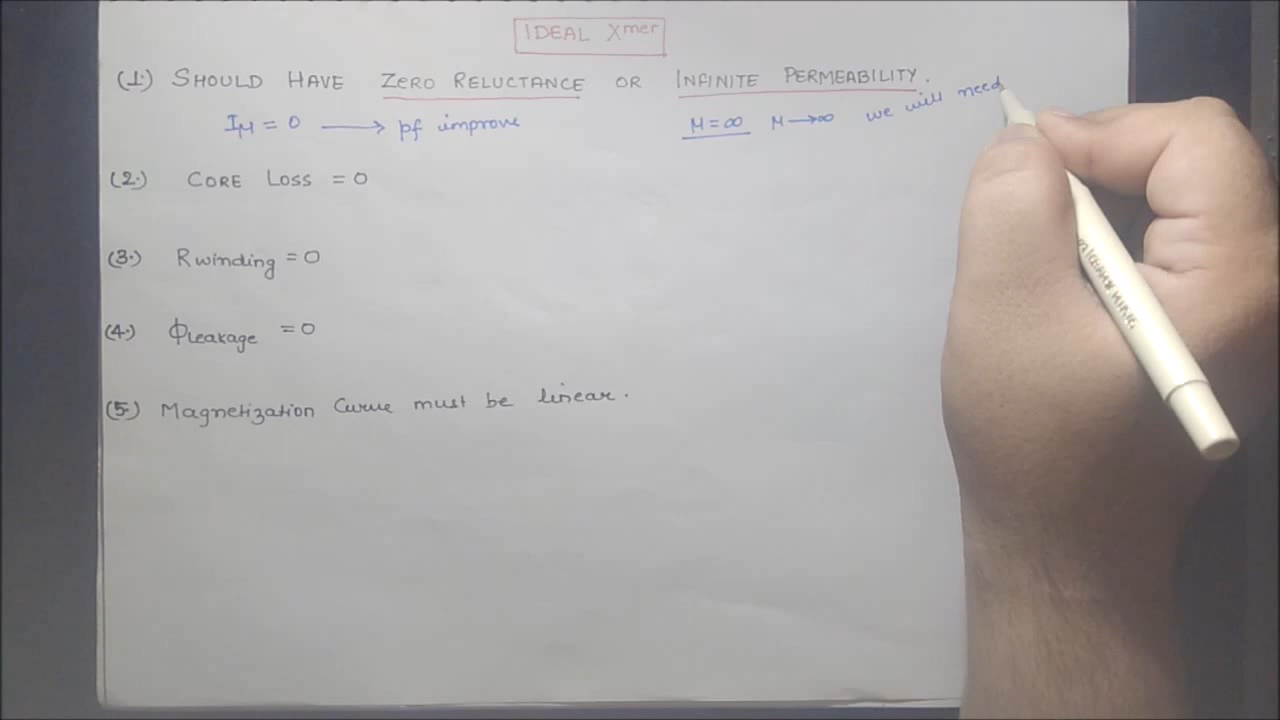 IDEAL Xmer
(1.) SHOULD HAVE ZERO RELUCTANCE OR INFINITE PERMEABILITY.
Iμ = 0 ⟶ pf improve μ = ∞ μ ⟶ ∞ we will need
(2.) CORE LOSS = 0
(3.) Rwinding = 0
(4.) ΦLeakage = 0
(5.) Magnetization Curve must be linear.